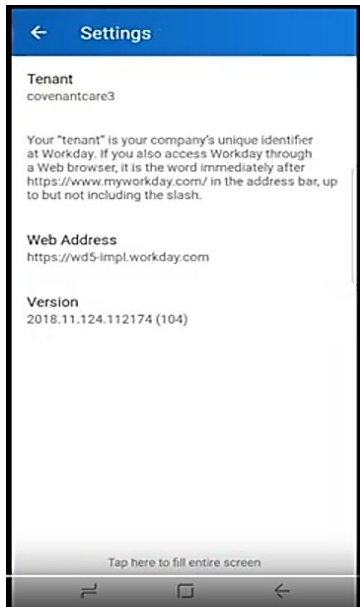 Settings
Tenant
covenantcare3
Your "tenant" is your company's unique identifier
at Workday. If you also access Workday through
a Web browser, it is the word immediately after
https://www.myworkday.com/ in the address bar, up
to but not including the slash.
Web Address
https://wd5-impl.workday.com
Version
2018.11.124.112174 (104)
Tap here to fill entire screen